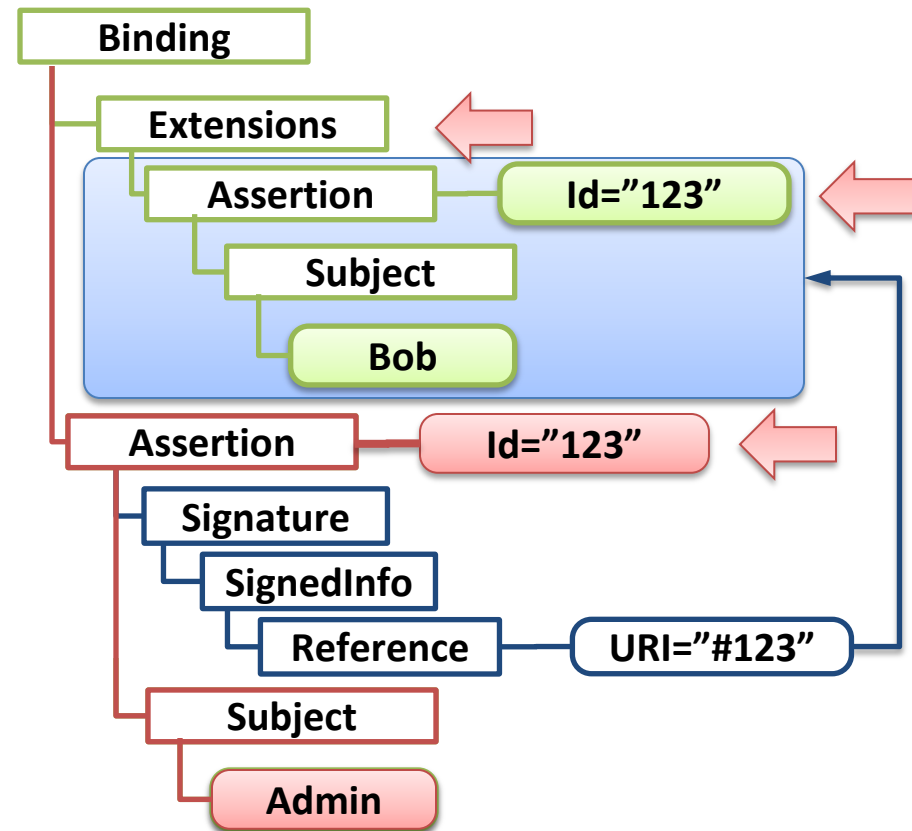 Binding
Extensions
Assertion
Id=”123”
Subject
Bob
Assertion
Id=”123”
Signature
SignedInfo
Reference
URI=”#123”
Subject
Admin